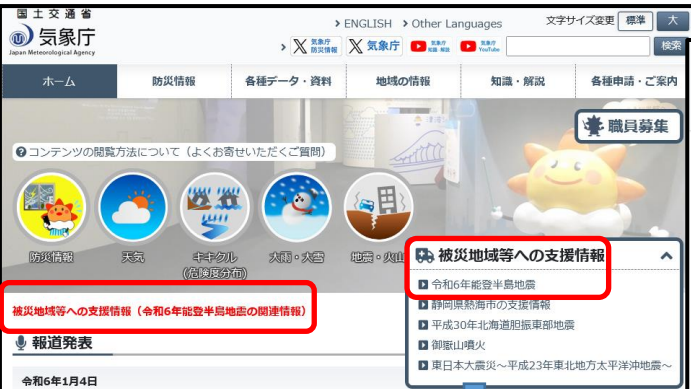 国土交通省
気象庁
Japan Meteorological Agency
ENGLISH Other Languages 文字サイズ変更 標準 大
気象庁 防災情報 気象庁 気象庁 気象庁 YouTube 検索
ホーム 防災情報 各種データ・資料 地域の情報 知識・解説 各種申請・ご案内
職員募集
コンテンツの閲覧方法について（よくお寄せいただくご質問）
防災情報 天気 キキクル 大雨・大雪 地震・火山
(危険度分布)
被災地域等への支援情報
令和6年能登半島地震
静岡県熱海市の支援情報
平成30年北海道胆振東部地震
御嶽山噴火
東日本大震災～平成23年東北地方太平洋沖地震～
被災地域等への支援情報（令和6年能登半島地震の関連情報）
報道発表
令和6年1月4日